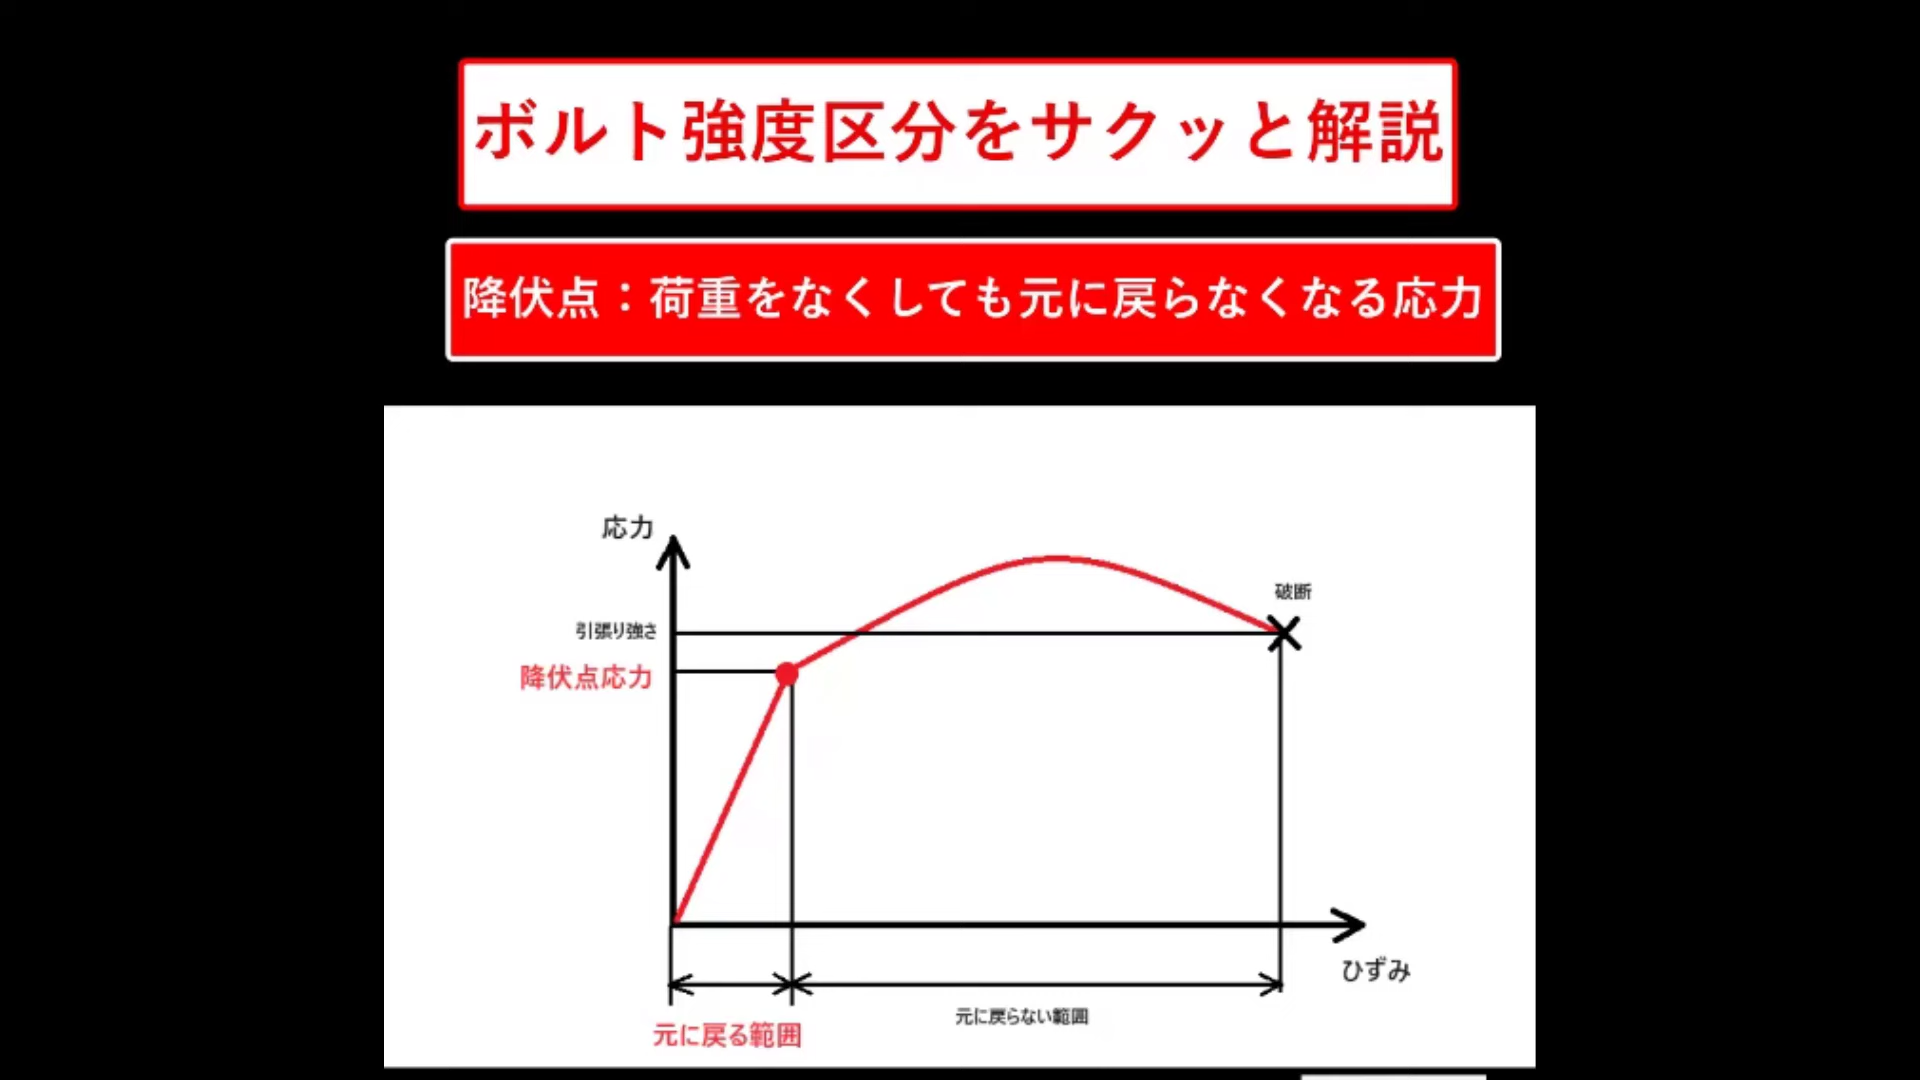 ボルト強度区分をサクッと解説
降伏点：荷重をなくしても元に戻らなくなる応力
応力
破断
引張り強さ
降伏点応力
ひずみ
元に戻らない範囲
元に戻る範囲